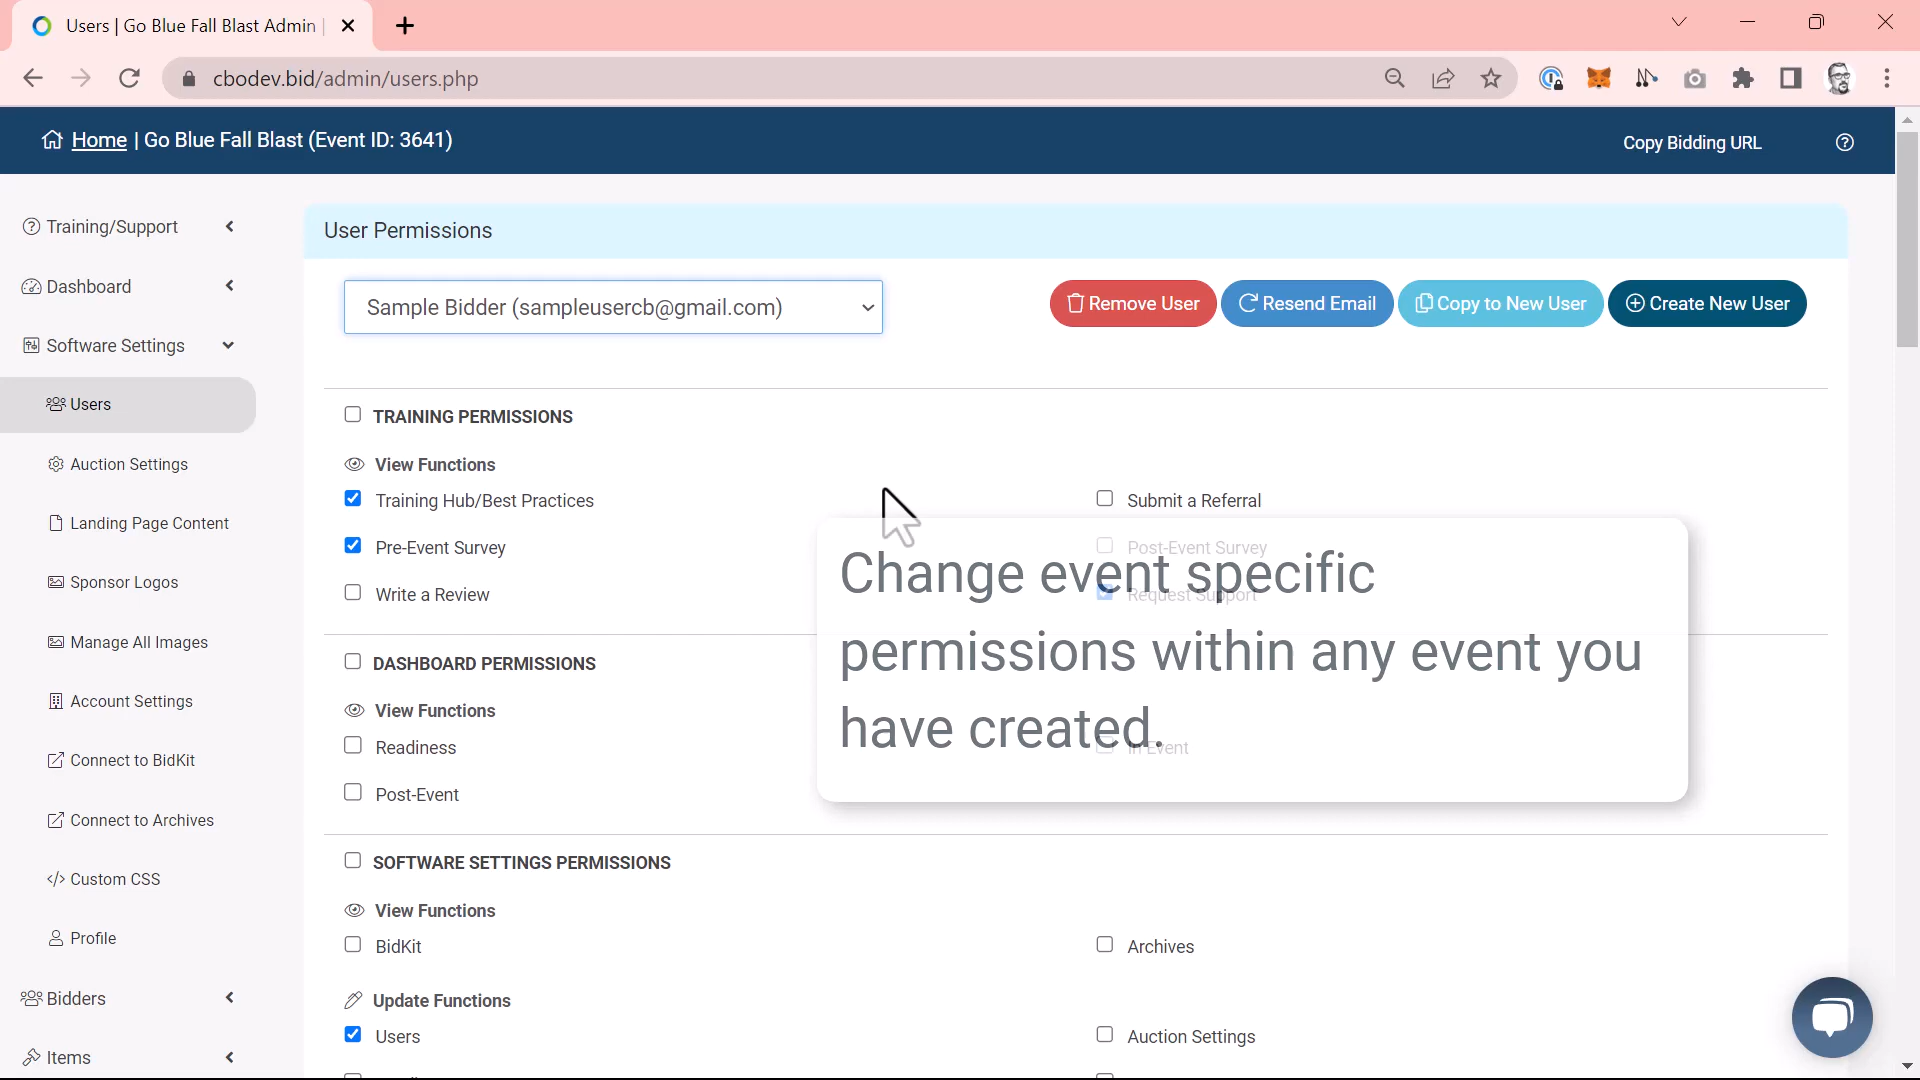 Users | Go Blue Fall Blast Admin |
cbodev.bid/admin/users.php
Home | Go Blue Fall Blast (Event ID: 3641)
Copy Bidding URL
Training/Support
Dashboard
Software Settings
Users
Auction Settings
Landing Page Content
Sponsor Logos
Manage All Images
Account Settings
Connect to BidKit
Connect to Archives
</> Custom CSS
Profile
Bidders
Items
User Permissions
Sample Bidder (sampleusercb@gmail.com)
Remove User
Resend Email
Copy to New User
Create New User
TRAINING PERMISSIONS
View Functions
Training Hub/Best Practices
Submit a Referral
Pre-Event Survey
Post-Event Survey
Write a Review
Request Support
Change event specific
permissions within any event you
have created.
DASHBOARD PERMISSIONS
View Functions
Readiness
In Event
Post-Event
SOFTWARE SETTINGS PERMISSIONS
View Functions
BidKit
Archives
Update Functions
Users
Auction Settings